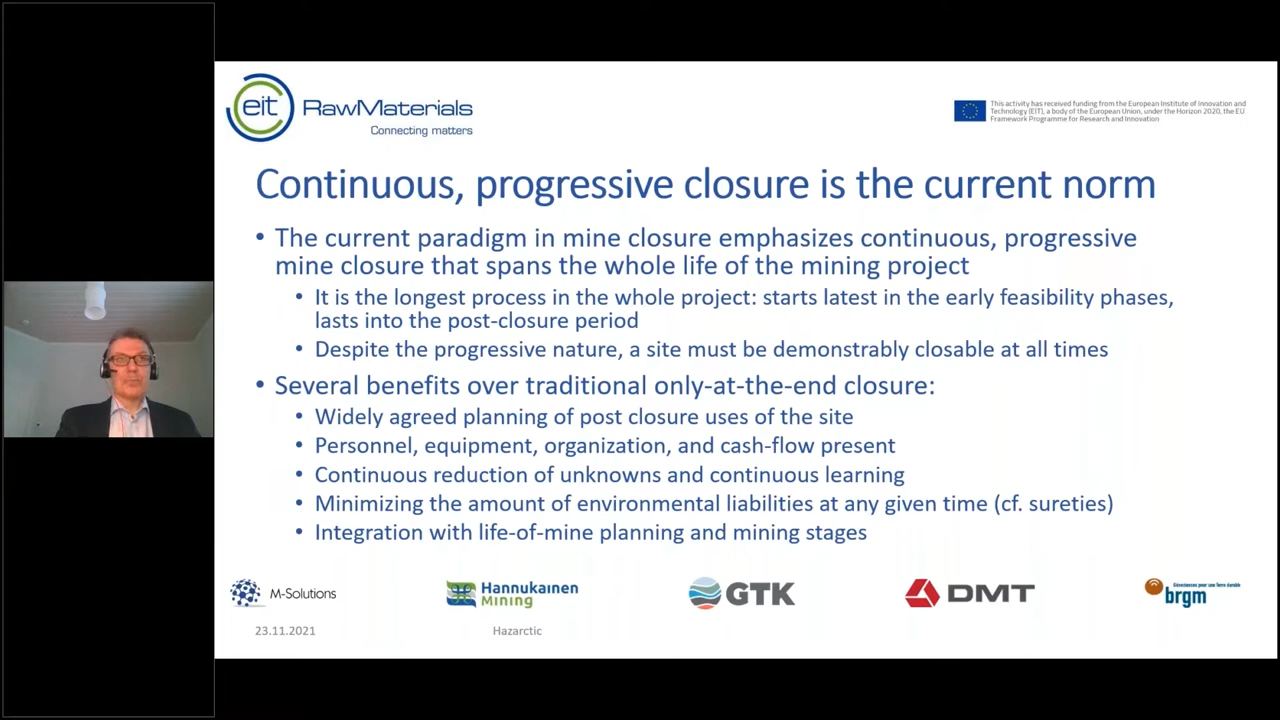 eit RawMaterials
Connecting matters
This activity has received funding from the European Institute of Innovation and
Technology (EIT), a body of the European Union, under the Horizon 2020, the EU
Framework Programme for Research and Innovation
Continuous, progressive closure is the current norm
• The current paradigm in mine closure emphasizes continuous, progressive
mine closure that spans the whole life of the mining project
• It is the longest process in the whole project: starts latest in the early feasibility phases,
lasts into the post-closure period
• Despite the progressive nature, a site must be demonstrably closable at all times
• Several benefits over traditional only-at-the-end closure:
• Widely agreed planning of post closure uses of the site
• Personnel, equipment, organization, and cash-flow present
• Continuous reduction of unknowns and continuous learning
• Minimizing the amount of environmental liabilities at any given time (cf. sureties)
• Integration with life-of-mine planning and mining stages
M-Solutions
Hannukainen
Mining
GTK
DMT
Géosciences pour une Terre durable
brgm
23.11.2021
Hazarctic